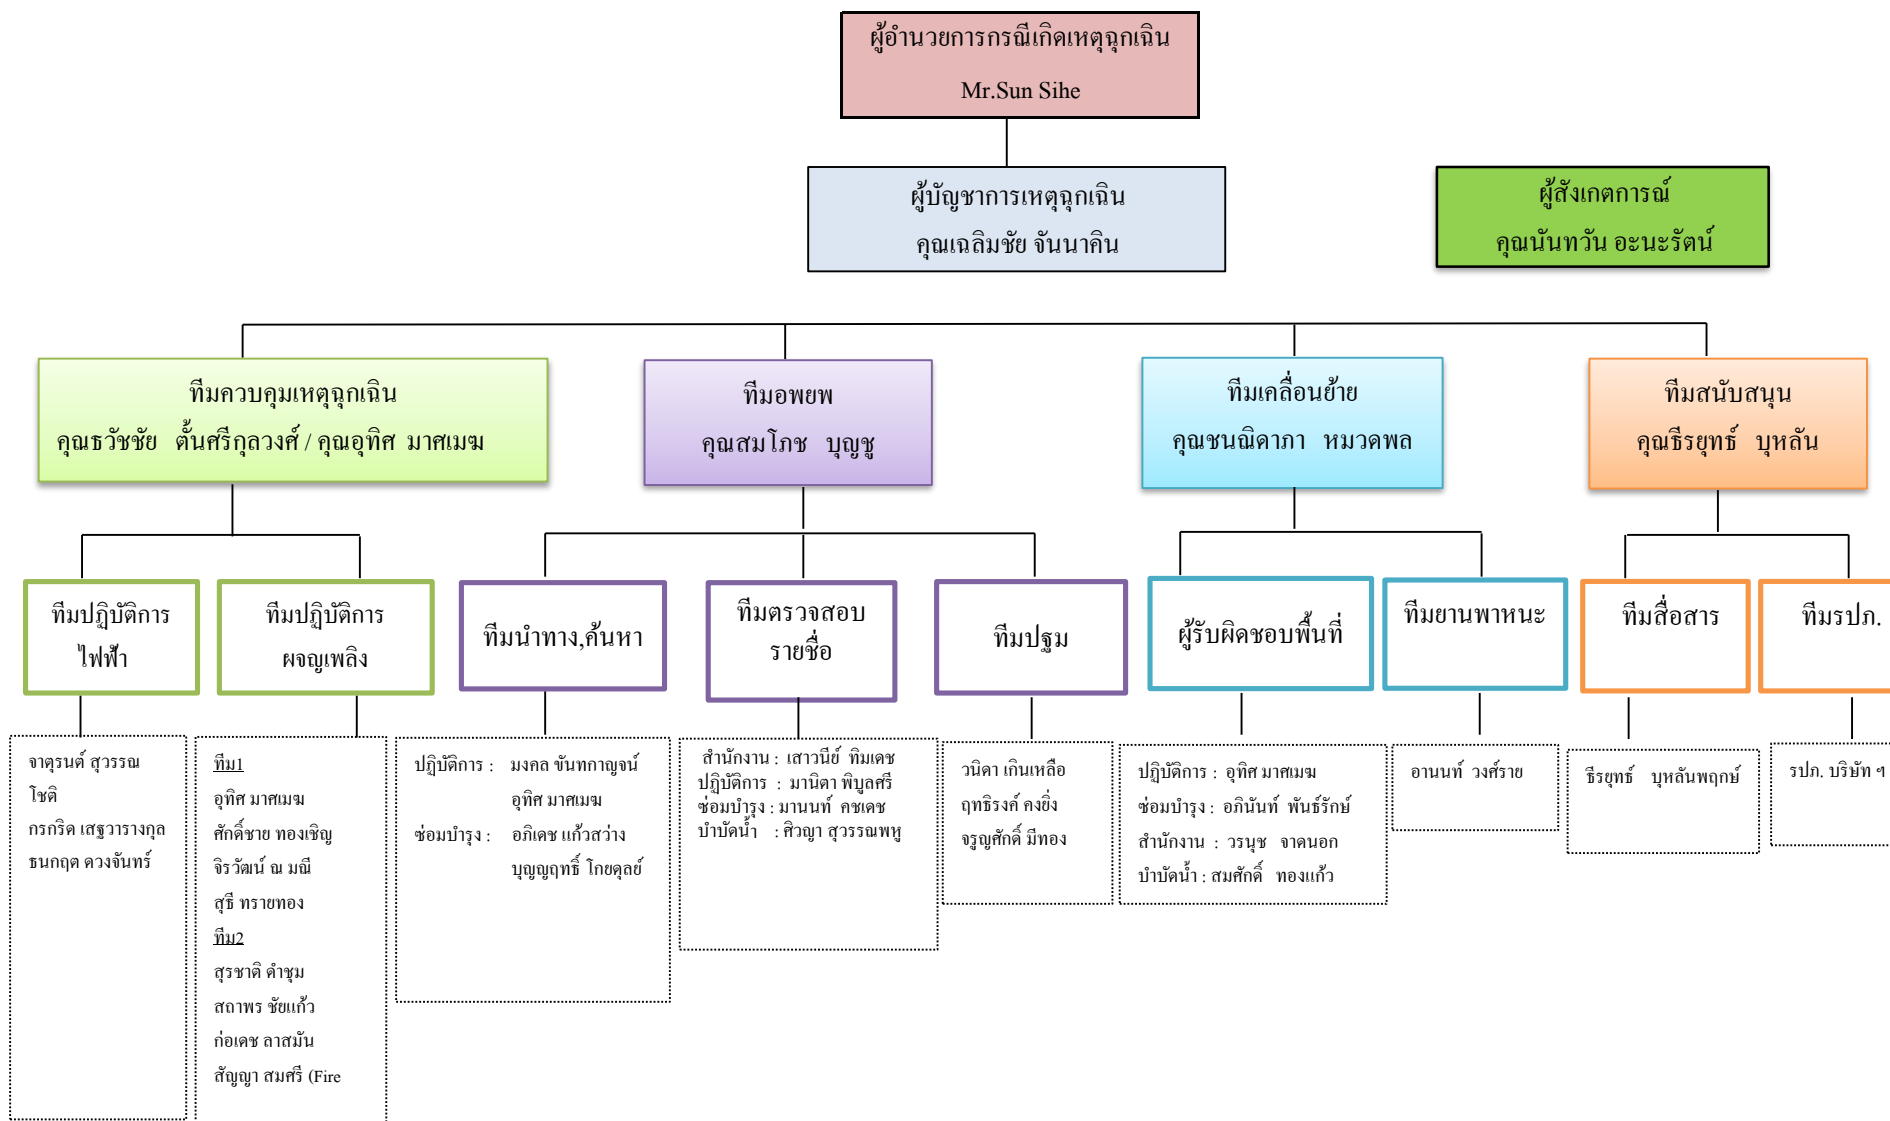 ผู้อำนวยการกรณีเกิดเหตุฉุกเฉิน
Mr.Sun Sihe
ผู้บัญชาการเหตุฉุกเฉิน
คุณเฉลิมชัย จันนาคิน
ผู้สังเกตการณ์
คุณนันทวัน อะนะรัตน์
ทีมควบคุมเหตุฉุกเฉิน
คุณธวัชชัย ตั้นศรีกุลวงศ์ / คุณอุทิศ มาศเมฆ
ทีมอพยพ
คุณสมโภช บุญชู
ทีมเคลื่อนย้าย
คุณชนณิดาภา หมวดพล
ทีมสนับสนุน
คุณธีรยุทธ์ บุหลัน
ทีมปฏิบัติการ
ไฟฟ้า
ทีมปฏิบัติการ
ผจญเพลิง
ทีมนำทาง,ค้นหา
ทีมตรวจสอบ
รายชื่อ
ทีมปฐม
ผู้รับผิดชอบพื้นที่
ทีมยานพาหนะ
ทีมสื่อสาร
ทีมรปภ.
จาตุรนต์ สุวรรณ
โชติ
กรกริด เสฐวารางกุล
ธนกฤต ดวงจันทร์
ทีม1
อุทิศ มาศเมฆ
ศักดิ์ชาย ทองเชิญ
จิรวัฒน์ ณ มณี
สุธี ทรายทอง
ทีม2
สุรชาติ คำชุม
สถาพร ชัยแก้ว
ก่อเดช ลาสมัน
สัญญา สมศรี (Fire
ปฏิบัติการ : มงคล ขันทกาญจน์
อุทิศ มาศเมฆ
ซ่อมบำรุง : อภิเดช แก้วสว่าง
บุญญฤทธิ์ โกยดุลย์
สำนักงาน : เสาวนีย์ ทิมเดช
ปฏิบัติการ : มานิดา พิบูลศรี
ซ่อมบำรุง : มานนท์ คชเดช
บำบัดน้ำ : ศิวญา สุวรรณพหู
วนิดา เกินเหลือ
ฤทธิรงค์ คงยิ่ง
จรูญศักดิ์ มีทอง
ปฏิบัติการ : อุทิศ มาศเมฆ
ซ่อมบำรุง : อภินันท์ พันธ์รักษ์
สำนักงาน : วรนุช จาดนอก
บำบัดน้ำ : สมศักดิ์ ทองแก้ว
อานนท์ วงศ์ราย
ธีรยุทธ์ บุหลันพฤกษ์
รปภ. บริษัท ฯ